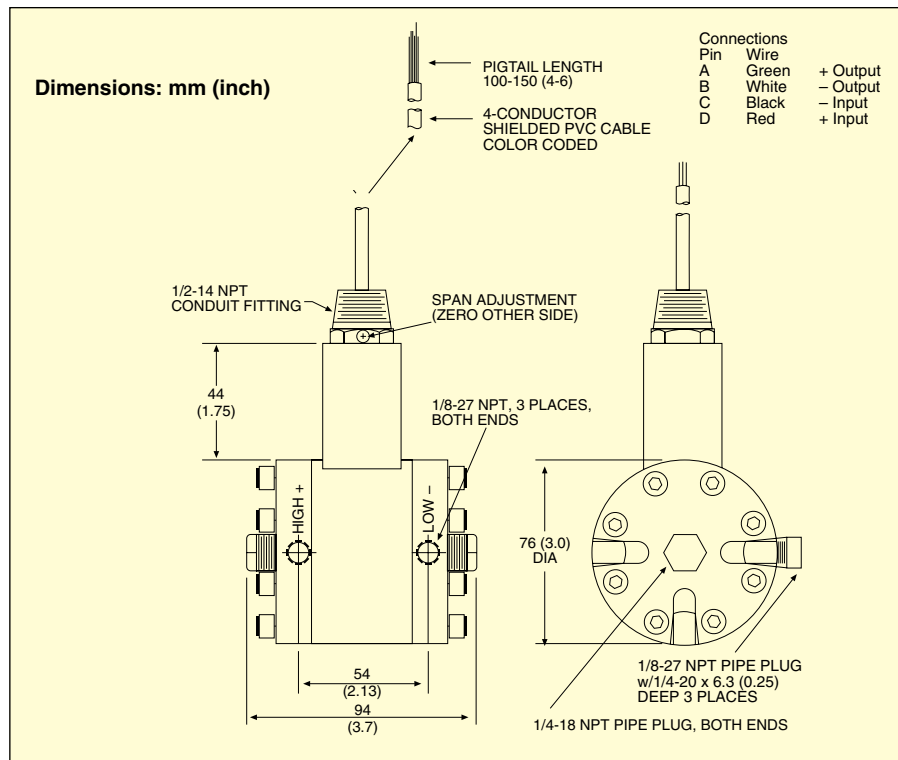 Dimensions: mm (inch)
PIGTAIL LENGTH
100-150 (4-6)
4-CONDUCTOR
SHIELDED PVC CABLE
COLOR CODED
Connections
Pin Wire
A Green + Output
B White – Output
C Black – Input
D Red + Input
1/2-14 NPT
CONDUIT FITTING
SPAN ADJUSTMENT
(ZERO OTHER SIDE)
44
(1.75)
1/8-27 NPT, 3 PLACES,
BOTH ENDS
HIGH +
LOW –
76 (3.0)
DIA
54
(2.13)
94
(3.7)
1/8-27 NPT PIPE PLUG
w/1/4-20 x 6.3 (0.25)
DEEP 3 PLACES
1/4-18 NPT PIPE PLUG, BOTH ENDS